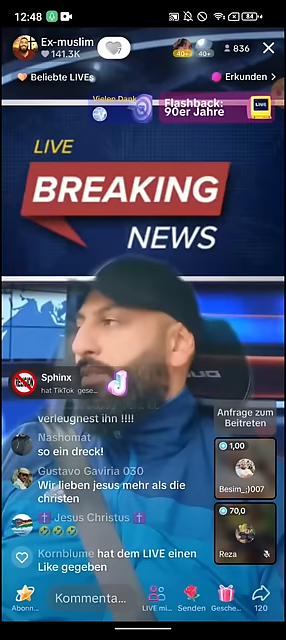 12:48
84
Ex-muslim
141.3K
40+
40+
836
Beliebte LIVEs
Erkunden
Vielen Dank
Flashback:
90er Jahre
LIVE
LIVE
BREAKING
NEWS
Sphinx
hat TikTok gese...
verleugnest ihn !!!!
Nashomat
so ein dreck!
Gustavo Gaviria 030
Wir lieben jesus mehr als die
christen
✝️ Jesus Christus ✝️
🤣🤣🤣
Kornblume hat dem LIVE einen
Like gegeben
Anfrage zum
Beitreten
1,00
Besim_;)007
70,0
Reza
Abonn...
Kommenta...
LIVE mi...
Senden
Gesche...
120